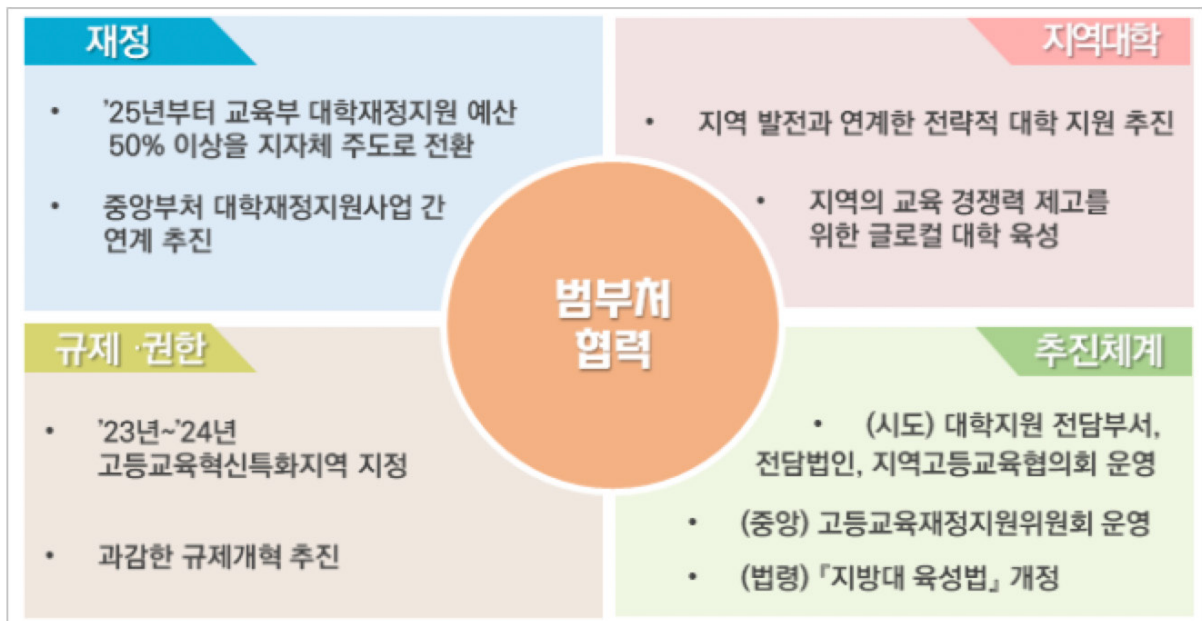 재정
• '25년부터 교육부 대학재정지원 예산
50% 이상을 지자체 주도로 전환
• 중앙부처 대학재정지원사업 간
연계 추진
지역대학
• 지역 발전과 연계한 전략적 대학 지원 추진
• 지역의 교육 경쟁력 제고를
위한 글로컬 대학 육성
범부처
협력
규제·권한
• '23년~'24년
고등교육혁신특화지역 지정
• 과감한 규제개혁 추진
추진체계
• (시도) 대학지원 전담부서,
전담법인, 지역고등교육협의회 운영
• (중앙) 고등교육재정지원위원회 운영
• (법령) 『지방대 육성법』 개정